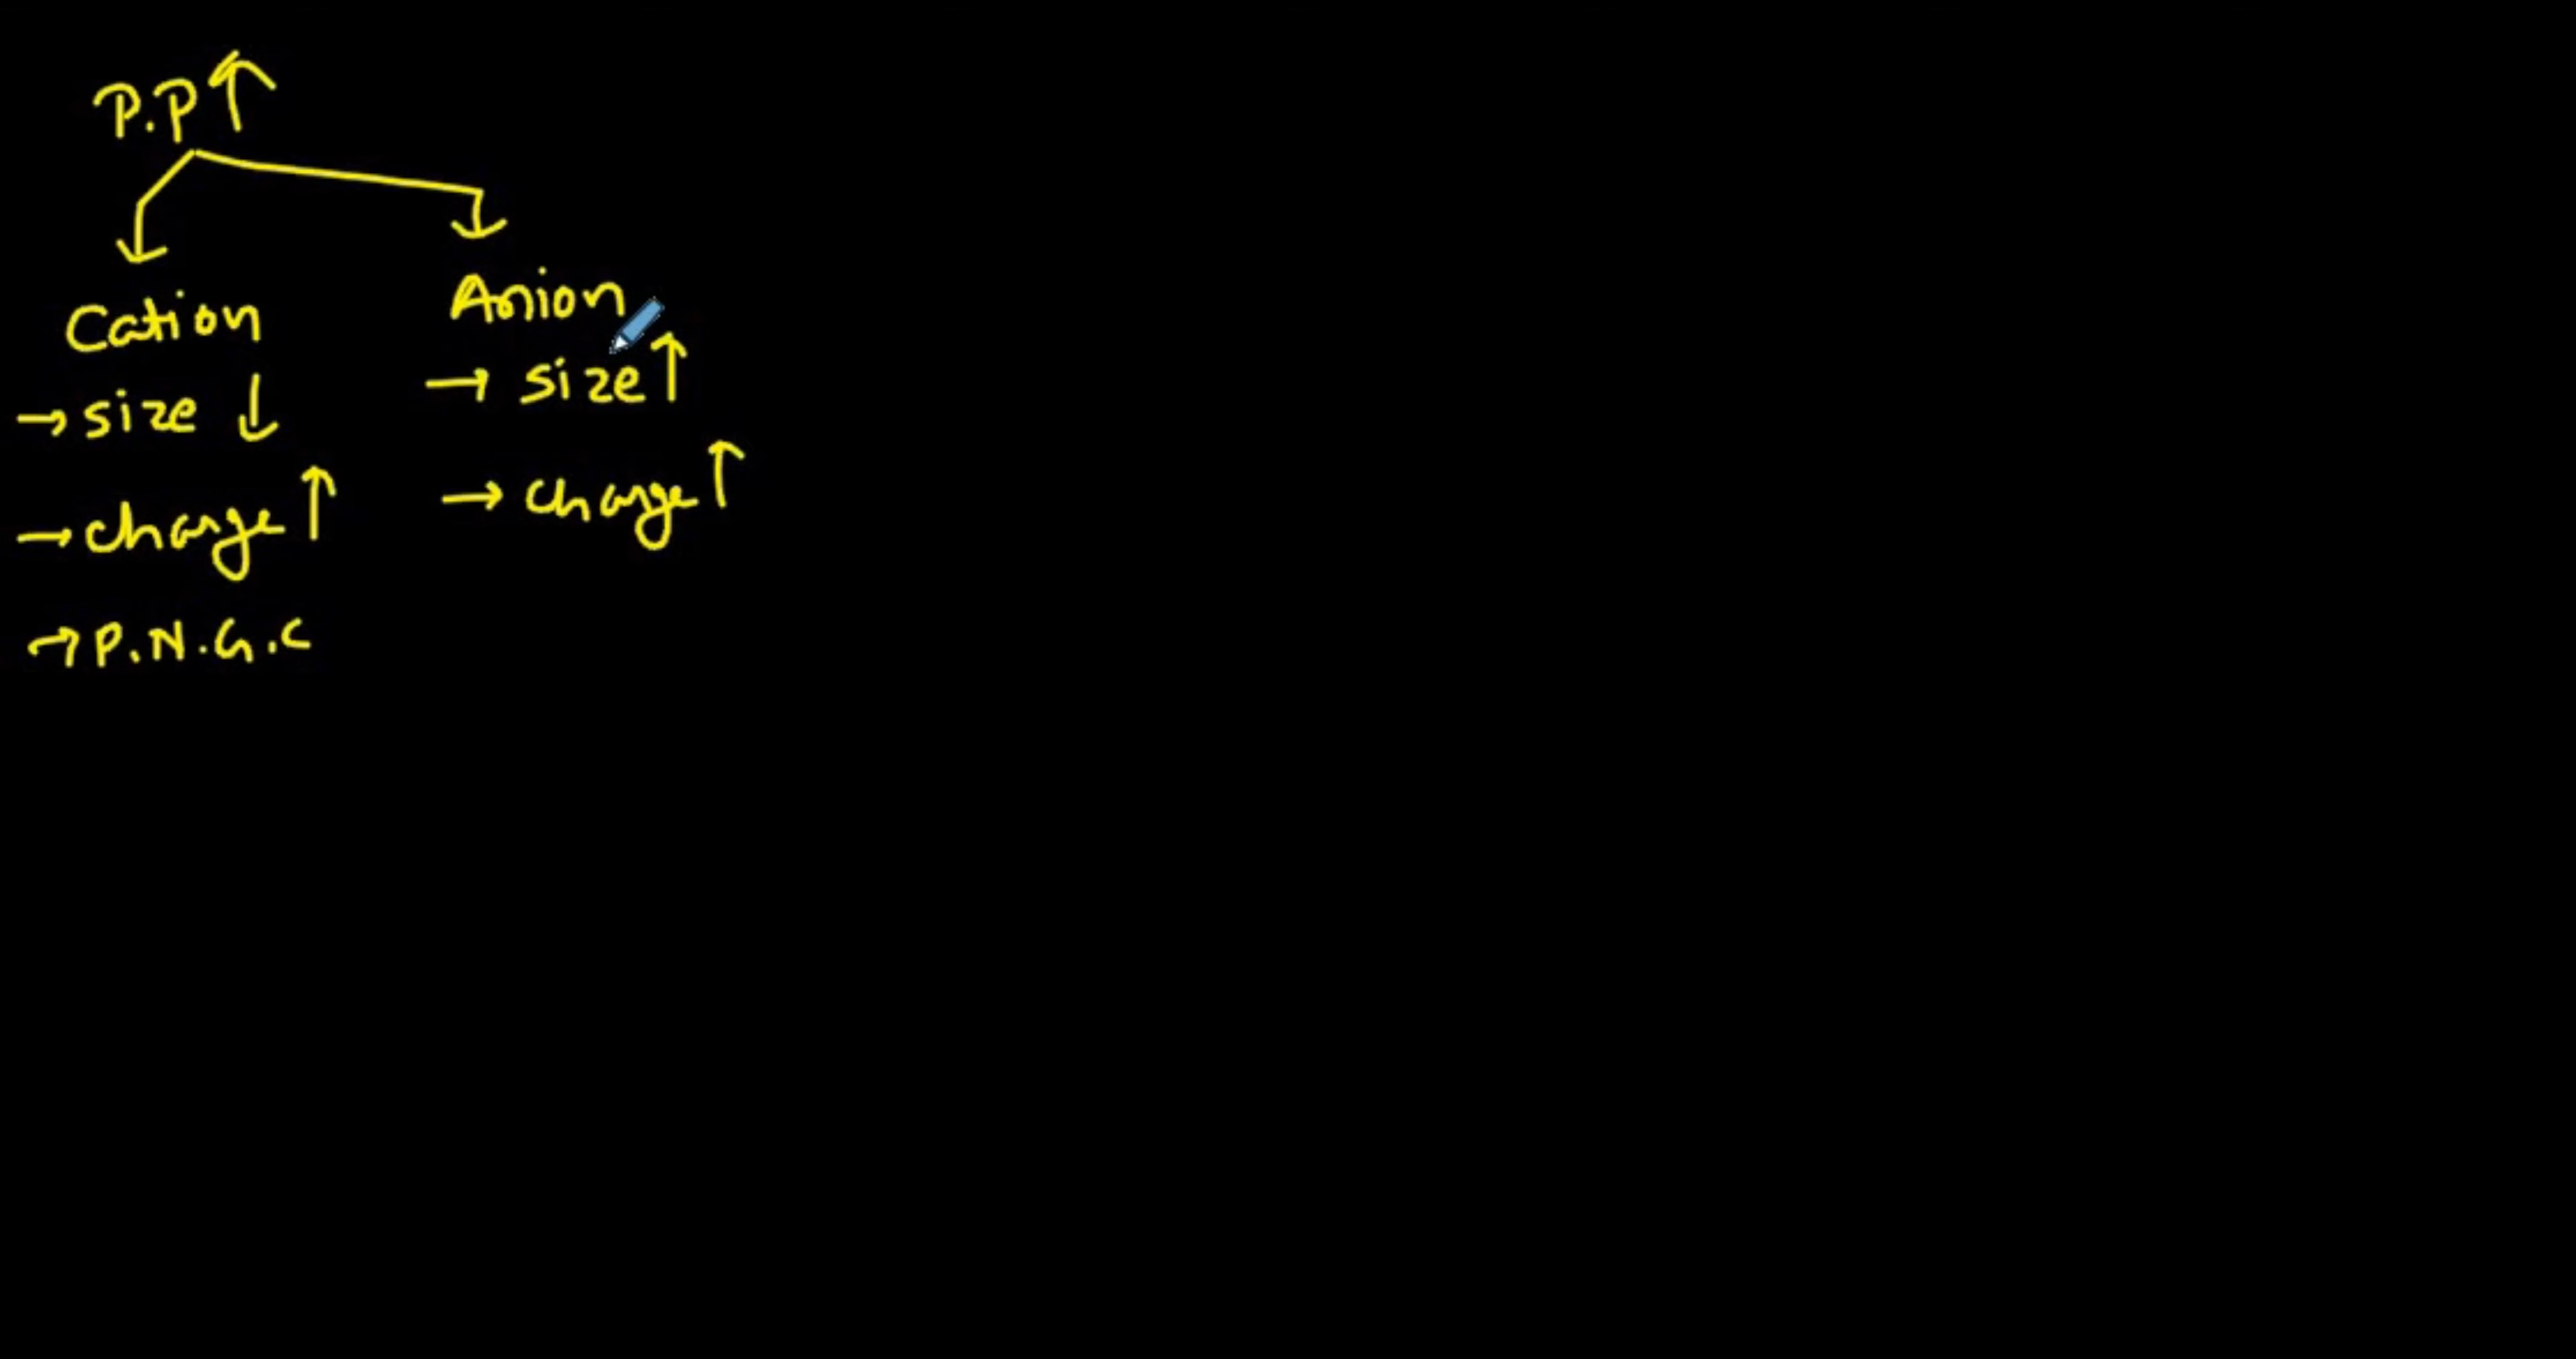 P.P↑
Cation
→ size ↓
→ charge ↑
→ P.N.G.C
Anion
→ size ↑
→ charge ↑